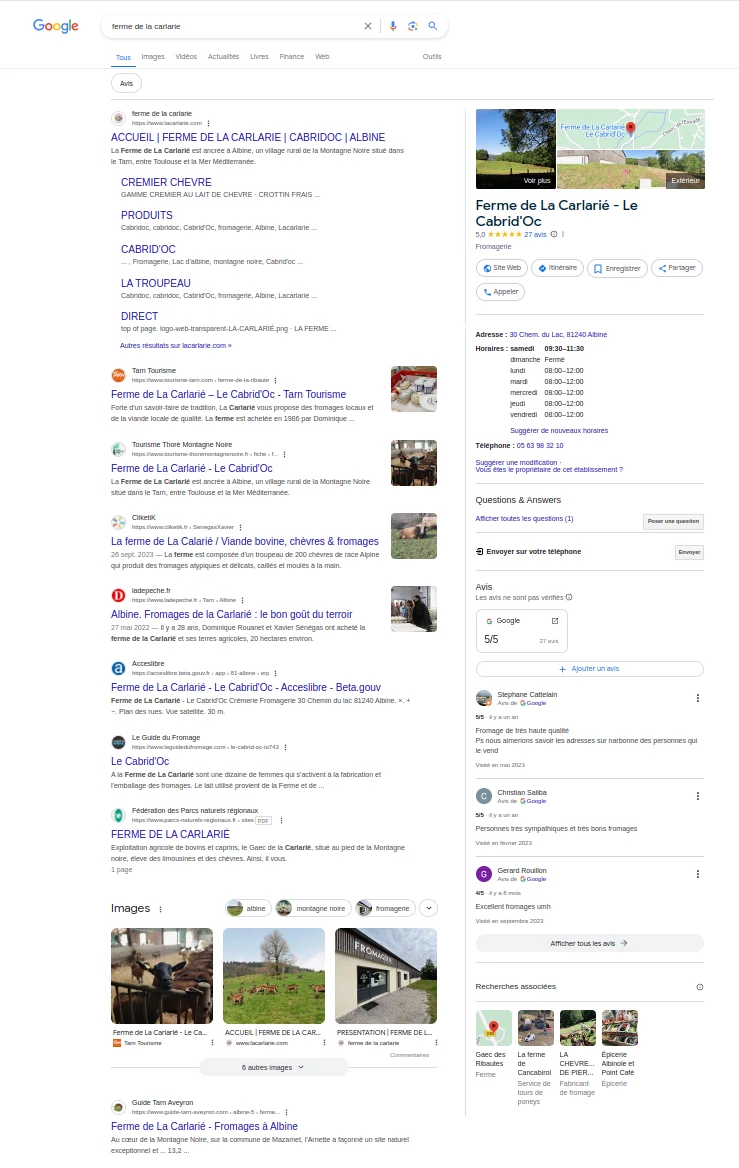 Google
ferme de la carlarie
Tous
Images
Vidéos
Actualités
Livres
Finance
Web
Outils
Avis
ferme de la carlarie
https://www.lacarlarie.com
ACCUEIL | FERME DE LA CARLARIE | CABRIDOC | ALBINE
La Ferme de La Carlarié est ancrée à Albine, un village rural de la Montagne Noire situé dans
le Tarn, entre Toulouse et la Mer Méditerranée.
CREMIER CHEVRE
GAMME CREMIER AU LAIT DE CHEVRE · CROTTIN FRAIS ...
PRODUITS
Cabridoc, cabridoc, Cabrid'Oc, fromagerie, Albine, Lacarlarie ...
CABRID'OC
... , Fromagerie, Lac d'albine, montagne noire, Cabrid'oc ...
LA TROUPEAU
Cabridoc, cabridoc, Cabrid'Oc, fromagerie, Albine, Lacarlarie ...
DIRECT
top of page. logo-web-transparent-LA-CARLARIÉ.png · LA FERME ...
Autres résultats sur lacarlarie.com »
Tarn Tourisme
https://www.tourisme-tarn.com › ferme-de-la-ribaute
Ferme de La Carlarié – Le Cabrid'Oc - Tarn Tourisme
Forte d'un savoir-faire de tradition, La Carlarié vous propose des fromages locaux et
de la viande locale de qualité. La ferme est achetée en 1986 par Dominique ...
Tourisme Thoré Montagne Noire
https://www.tourisme-thoremontagnenoire.fr › fiche › f...
Ferme de La Carlarié - Le Cabrid'Oc
La Ferme de La Carlarié est ancrée à Albine, un village rural de la Montagne Noire
situé dans le Tarn, entre Toulouse et la Mer Méditerranée.
CliketiK
https://www.cliketik.fr › SenegasXavier
La ferme de La Calarié / Viande bovine, chèvres & fromages
26 sept. 2023 — La ferme est composée d'un troupeau de 200 chèvres de race Alpine
qui produit des fromages atypiques et délicats, caillés et moulés à la main.
ladepeche.fr
https://www.ladepeche.fr › Tarn › Albine
Albine. Fromages de la Carlarié : le bon goût du terroir
27 mai 2022 — Il y a 28 ans, Dominique Rouanet et Xavier Sénégas ont acheté la
ferme de la Carlarié et ses terres agricoles, 20 hectares environ.
Acceslibre
https://acceslibre.beta.gouv.fr › app › 81-albine › erp
Ferme de La Carlarié - Le Cabrid'Oc - Acceslibre - Beta.gouv
Ferme de La Carlarié - Le Cabrid'Oc Crèmerie Fromagerie 30 Chemin du lac 81240 Albine. ×. +
−. Plan des rues. Vue satellite. 30 m.
Le Guide du Fromage
https://www.leguidedufromage.com › le-cabrid-oc-io743
Le Cabrid'Oc
A la Ferme de La Carlarié sont une dizaine de femmes qui s'activent à la fabrication et
l'emballage des fromages. Le lait utilisé provient de la Ferme et de ...
Fédération des Parcs naturels régionaux
https://www.parcs-naturels-regionaux.fr › sites PDF
FERME DE LA CARLARIÉ
Exploitation agricole de bovins et caprins, le Gaec de la Carlarié, situé au pied de la Montagne
noire, élève des limousines et des chèvres. Ainsi, il vous.
1 page
Images
albine
montagne noire
fromagerie
FROMAGERIE
Ferme de La Carlarié - Le Ca...
Tarn Tourisme
ACCUEIL | FERME DE LA CAR...
www.lacarlarie.com
PRESENTATION | FERME DE L...
ferme de la carlarie
Commentaires
6 autres images
Guide Tarn Aveyron
https://www.guide-tarn-aveyron.com › albine-5 › ferme...
Ferme de La Carlarié - Fromages à Albine
Au cœur de la Montagne Noire, sur la commune de Mazamet, l'Arnette a façonné un site naturel
exceptionnel et ... 13,2 ...
Ferme de La Carlarié
- Le Cabrid'Oc
Voir plus
Extérieur
Ferme de La Carlarié - Le
Cabrid'Oc
5,0 27 avis
Fromagerie
Site Web
Itinéraire
Enregistrer
Partager
Appeler
Adresse : 30 Chem. du Lac, 81240 Albine
Horaires : samedi 09:30–11:30
dimanche Fermé
lundi 08:00–12:00
mardi 08:00–12:00
mercredi 08:00–12:00
jeudi 08:00–12:00
vendredi 08:00–12:00
Suggérer de nouveaux horaires
Téléphone : 05 63 98 32 10
Suggérer une modification ·
Vous êtes le propriétaire de cet établissement ?
Questions & Answers
Afficher toutes les questions (1)
Poser une question
Envoyer sur votre téléphone
Envoyer
Avis
Les avis ne sont pas vérifiés
Google
5/5
27 avis
Ajouter un avis
Stephane Cattelain
Avis de Google
5/5 · il y a un an
Fromage de très haute qualité
Ps nous aimerions savoir les adresses sur narbonne des personnes qui
le vend
Visité en mai 2023
C
Christian Saliba
Avis de Google
5/5 · il y a un an
Personnes très sympathiques et très bons fromages
Visité en février 2023
G
Gerard Rouillon
Avis de Google
4/5 · il y a 8 mois
Excellent fromages umh
Visité en septembre 2023
Afficher tous les avis
Recherches associées
Gaec des
Ribautes
Ferme
La ferme
de
Cancabirol
Service de
tours de
poneys
LA
CHEVRE...
DE PIER...
Fabricant
de fromage
Épicerie
Albinole et
Point Café
Épicerie